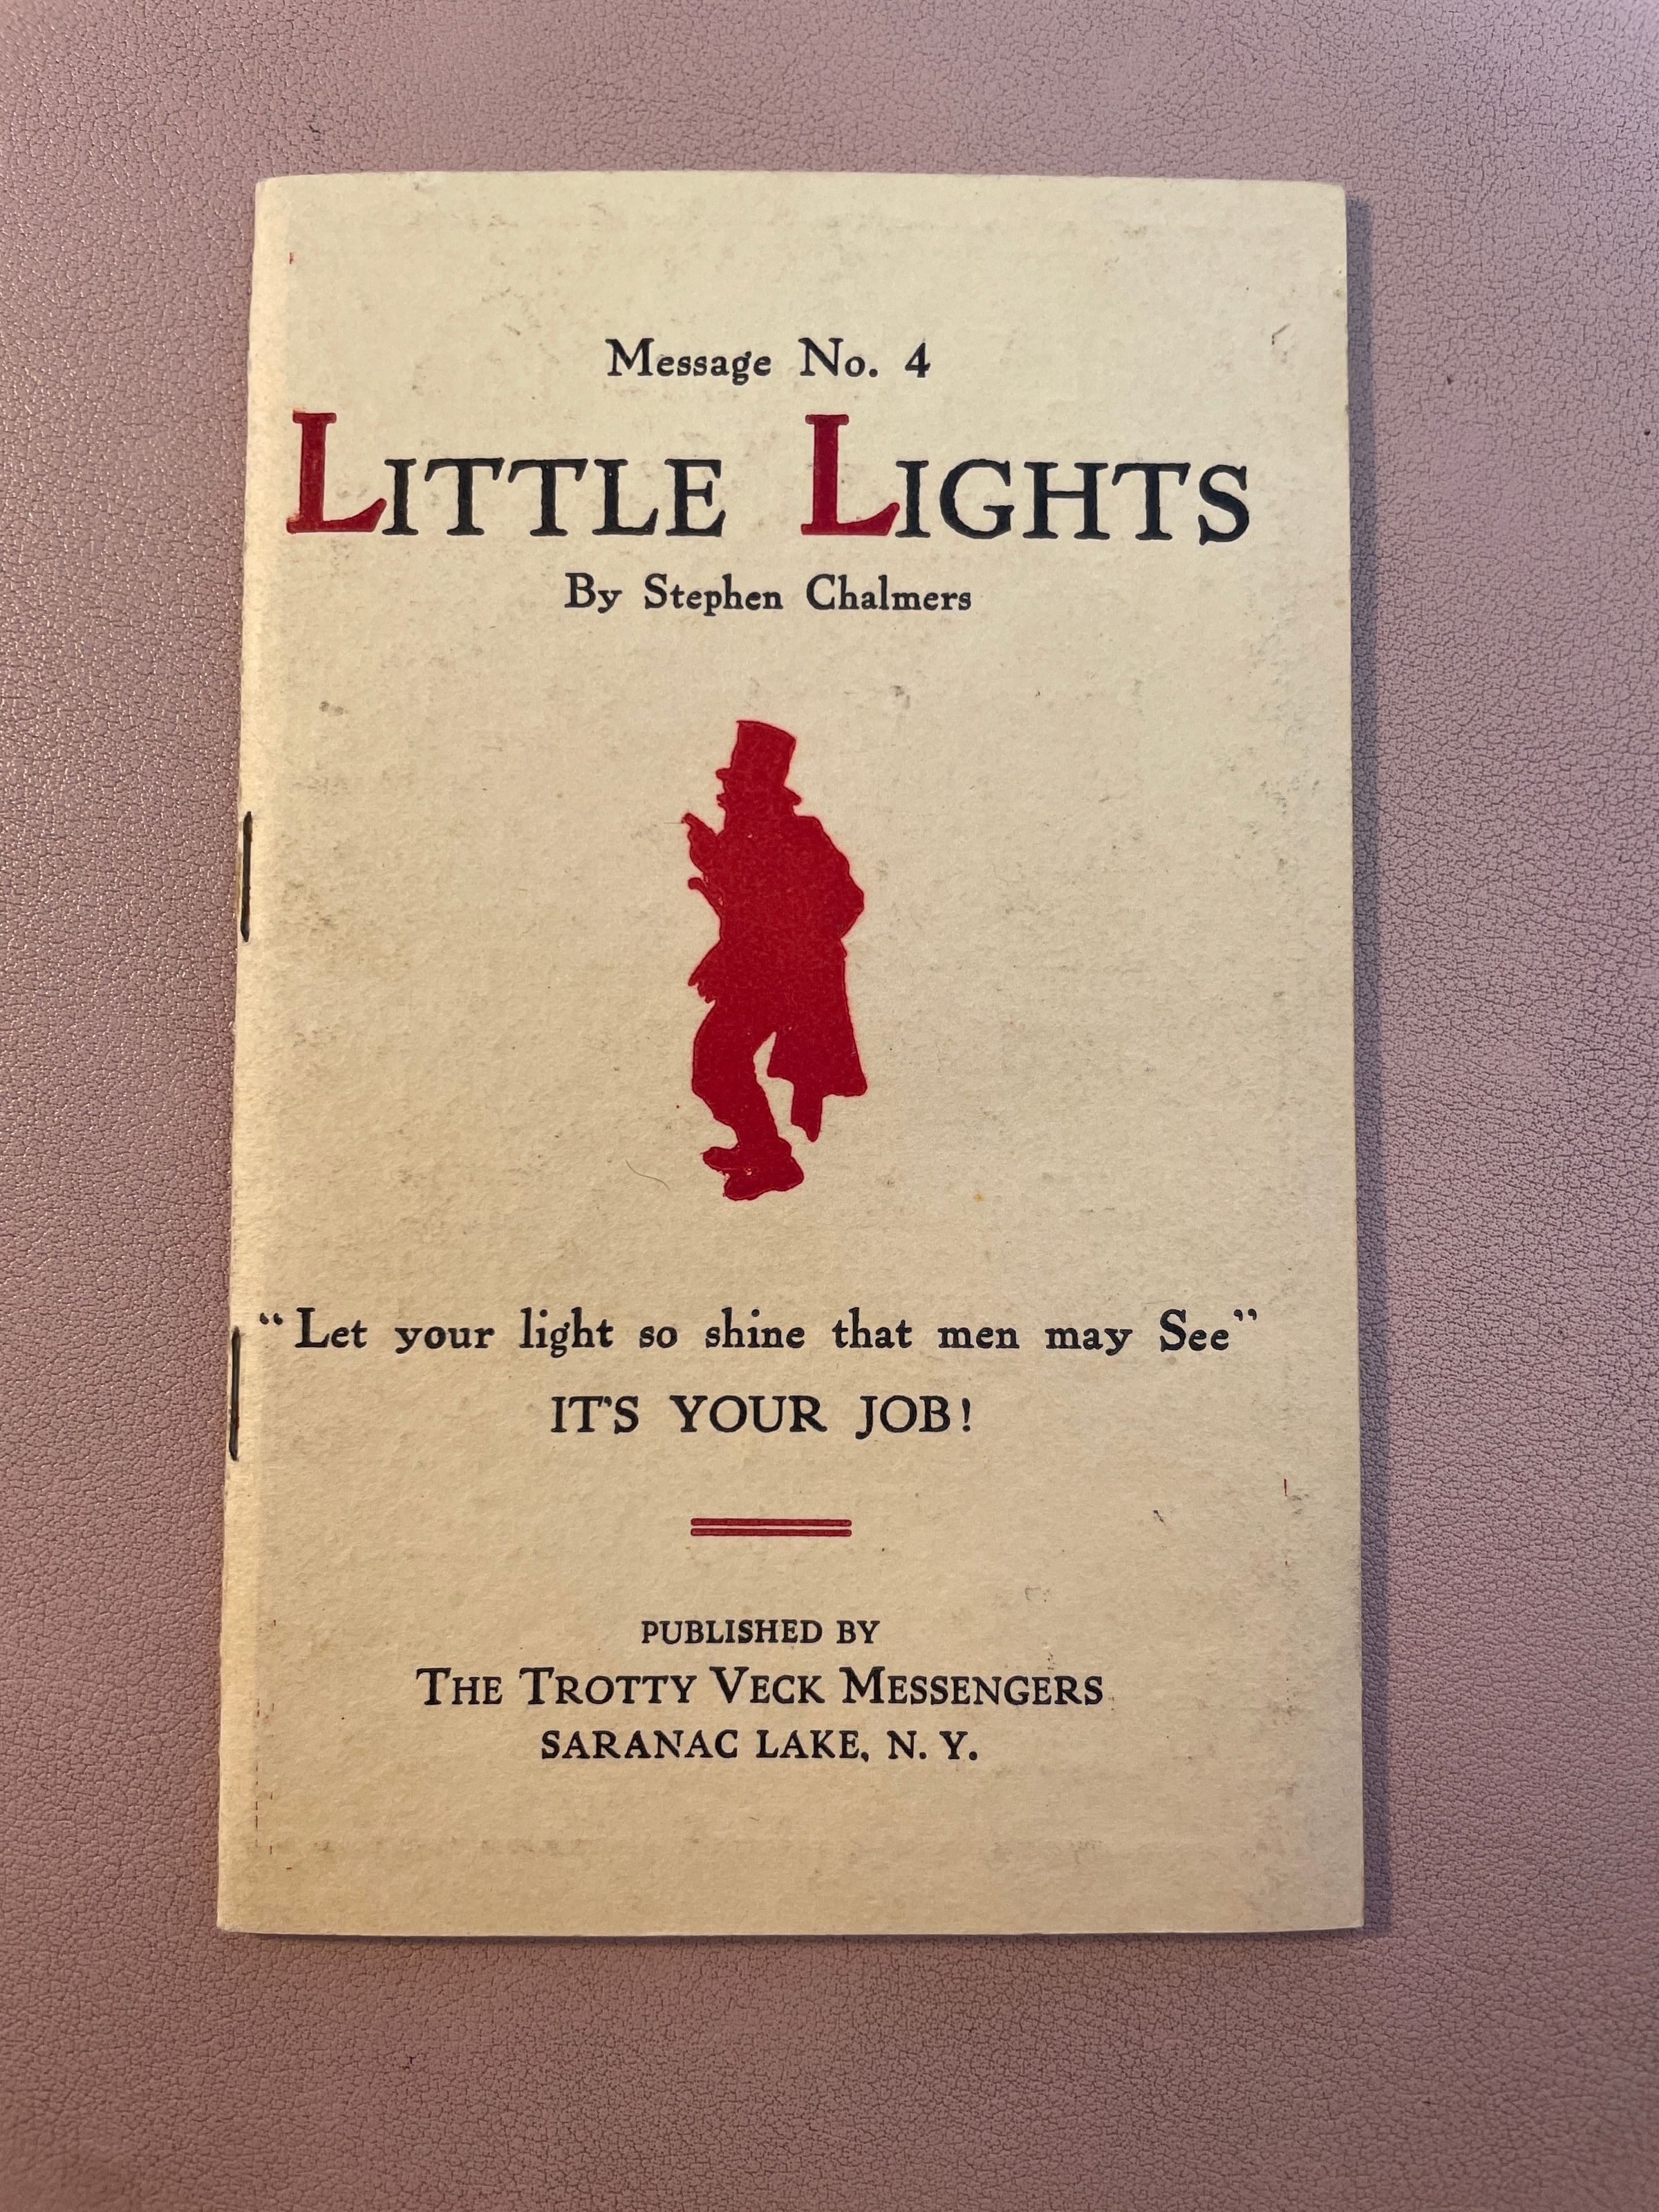 Message No. 4
LITTLE LIGHTS
By Stephen Chalmers
“Let your light so shine that men may See”
IT'S YOUR JOB!
PUBLISHED BY
THE TROTTY VECK MESSENGERS
SARANAC LAKE, N. Y.